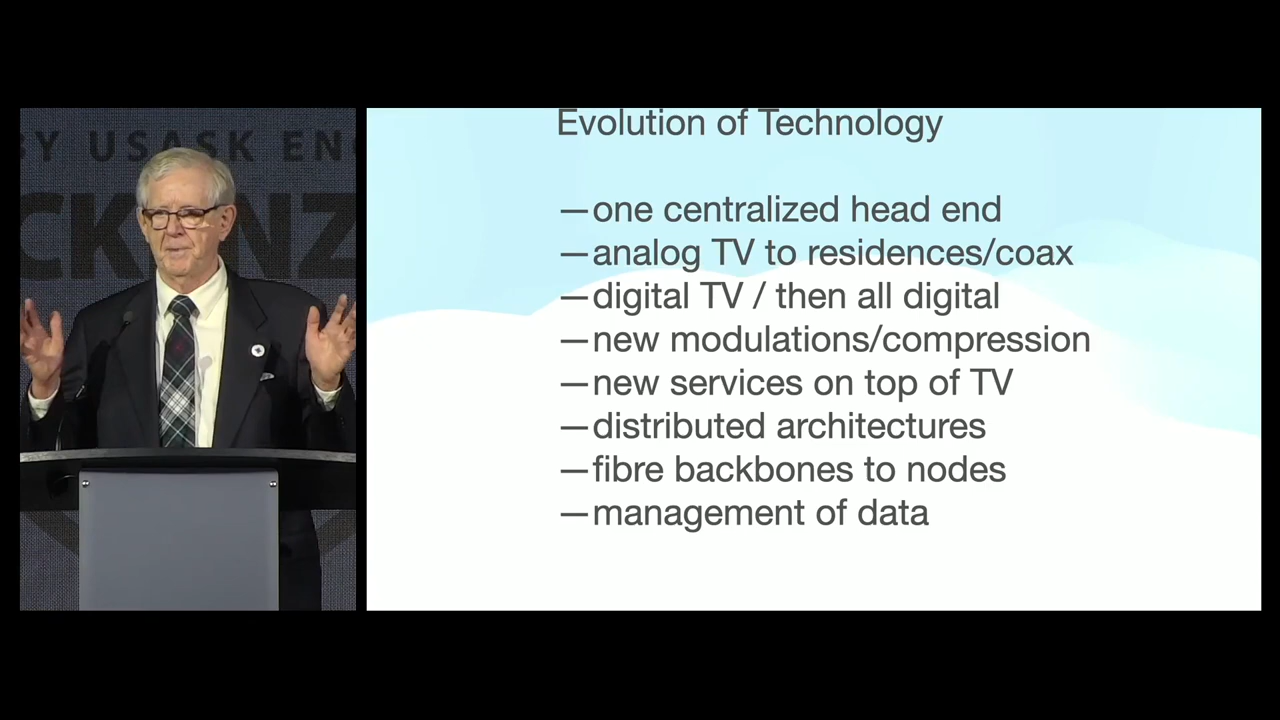 BY USASK EN
CKENZ
Evolution of Technology
—one centralized head end
—analog TV to residences/coax
—digital TV / then all digital
—new modulations/compression
—new services on top of TV
—distributed architectures
—fibre backbones to nodes
—management of data